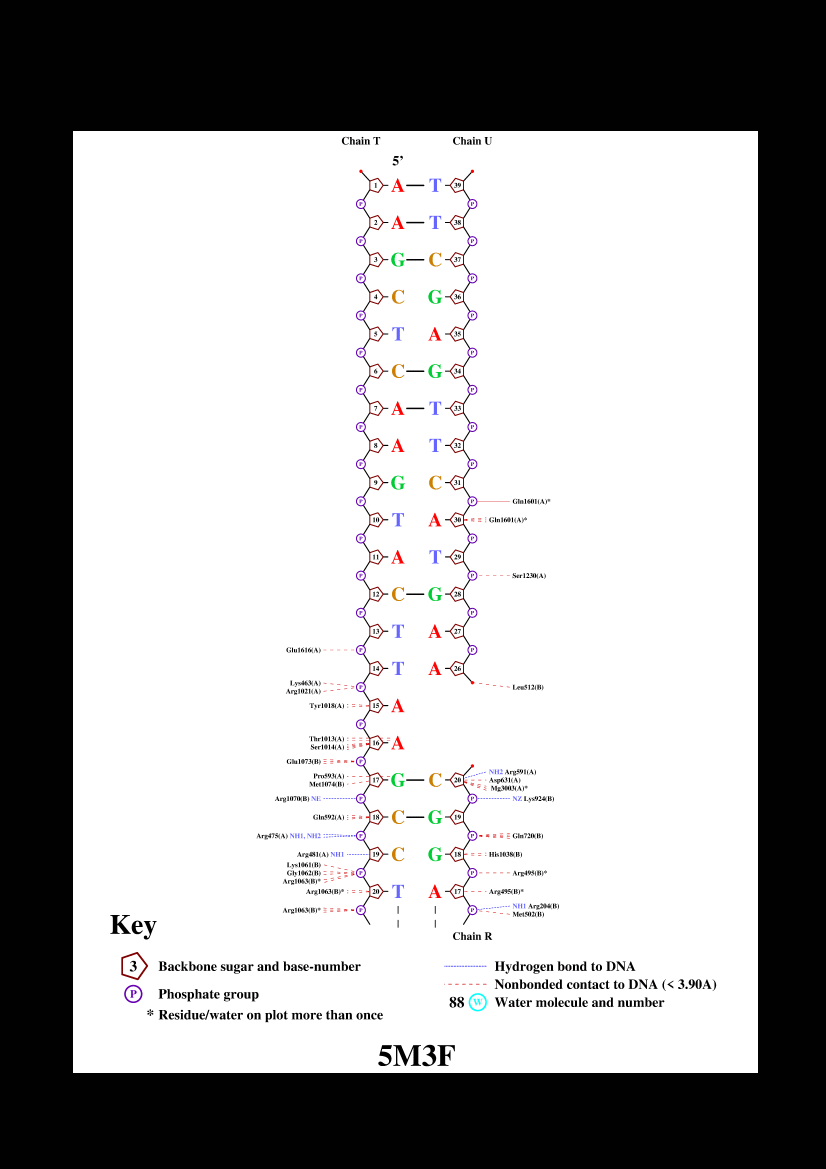 Chain T Chain U
5'
1 A T 39
P P
2 A T 38
P P
3 G C 37
P P
4 C G 36
P P
5 T A 35
P P
6 C G 34
P P
7 A T 33
P P
8 A T 32
P P
9 G C 31
P P Gln1601(A)*
10 T A 30 Gln1601(A)*
P P
11 A T 29
P P Ser1230(A)
12 C G 28
P P
13 T A 27
Glu1616(A) P P
14 T A 26
Lys463(A)
Arg1021(A) P Leu512(B)
Tyr1018(A) 15 A
P
Thr1013(A)
Ser1014(A) 16 A
Glu1073(B) P
Pro593(A)
Met1074(B) 17 G C 20 NH2 Arg591(A)
Asp631(A)
Mg3003(A)*
Arg1070(B) NE P P NZ Lys924(B)
Gln592(A) 18 C G 19
Arg475(A) NH1, NH2 P P Gln720(B)
Arg481(A) NH1 19 C G 18 His1038(B)
Lys1061(B)
Gly1062(B)
Arg1063(B)* P P Arg495(B)*
Arg1063(B)* 20 T A 17 Arg495(B)*
Arg1063(B)* P P NH1 Arg204(B)
Met502(B)
Chain R
Key
3 Backbone sugar and base-number
P Phosphate group
* Residue/water on plot more than once
Hydrogen bond to DNA
Nonbonded contact to DNA (< 3.90A)
88 W Water molecule and number
5M3F